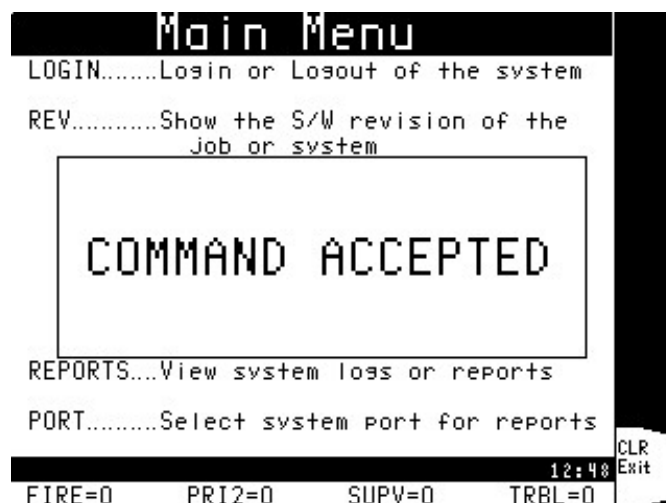 Main Menu
LOGIN.......Login or Logout of the system
REV...........Show the S/W revision of the
job or system
COMMAND ACCEPTED
REPORTS....View system logs or reports
PORT.........Select system port for reports
CLR
12:48 Exit
FIRE=0 PRI2=0 SUPV=0 TRBL=0